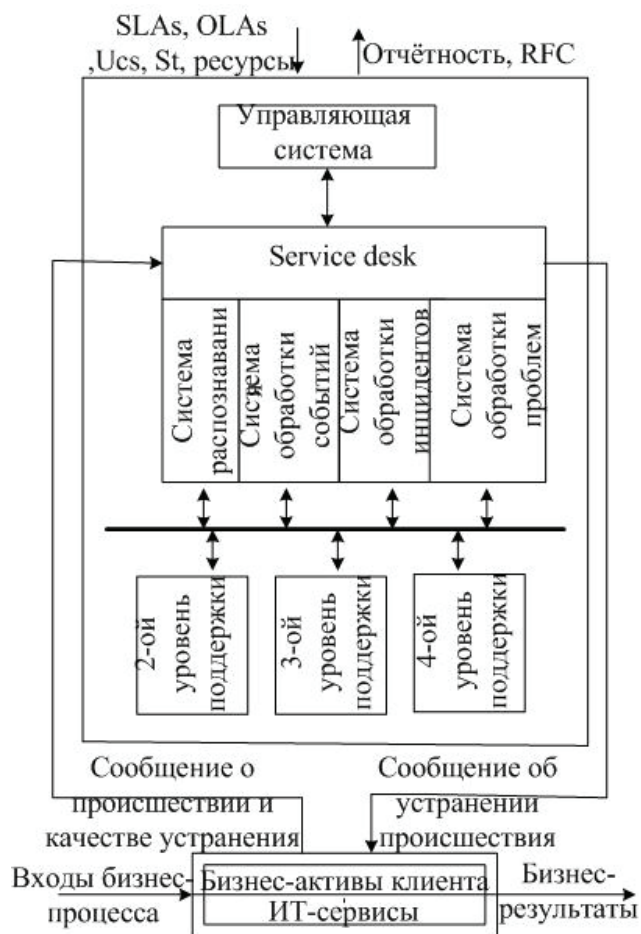 SLAs, OLAs
,Ucs, St, ресурсы
Отчётность, RFC
Управляющая
система
Service desk
Система
распознавани
я
Система
обработки
событий
Система
обработки
инцидентов
Система
обработки
проблем
2-ой
уровень
поддержки
3-ой
уровень
поддержки
4-ой
уровень
поддержки
Сообщение о
происшествии и
качестве устранения
Сообщение об
устранении
происшествия
Входы бизнес-
процесса
Бизнес-активы клиента
ИТ-сервисы
Бизнес-
результаты